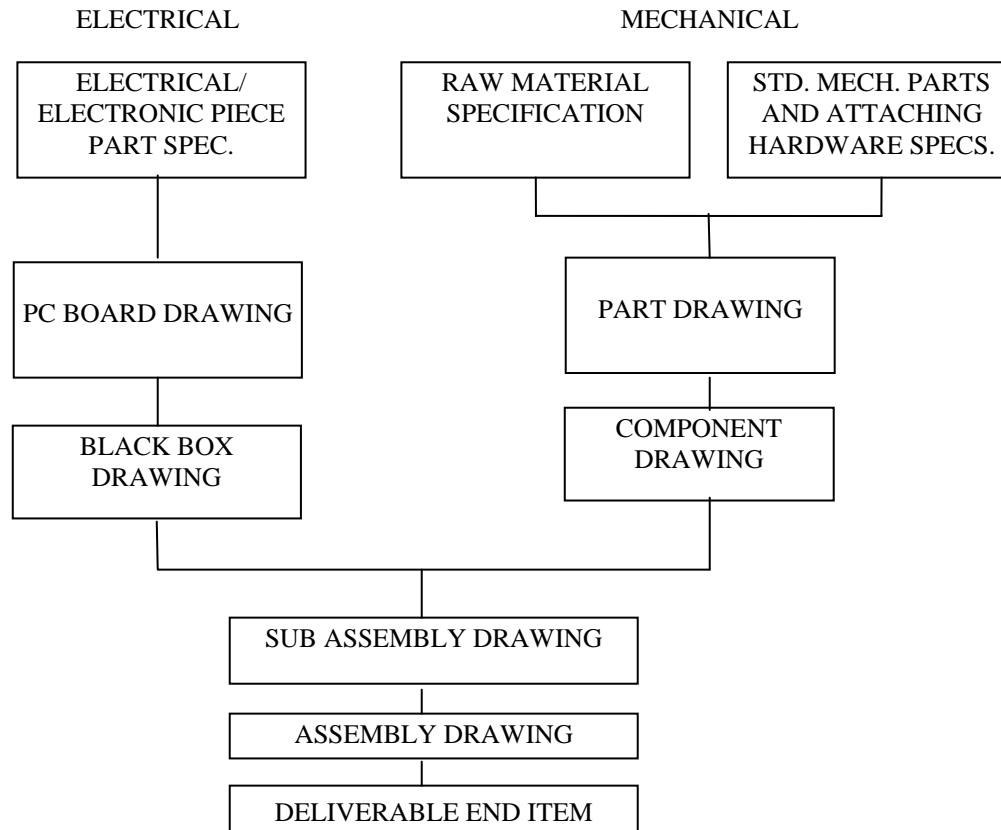 ELECTRICAL
MECHANICAL
ELECTRICAL/
ELECTRONIC PIECE
PART SPEC.
RAW MATERIAL
SPECIFICATION
STD. MECH. PARTS
AND ATTACHING
HARDWARE SPECS.
PC BOARD DRAWING
PART DRAWING
BLACK BOX
DRAWING
COMPONENT
DRAWING
SUB ASSEMBLY DRAWING
ASSEMBLY DRAWING
DELIVERABLE END ITEM